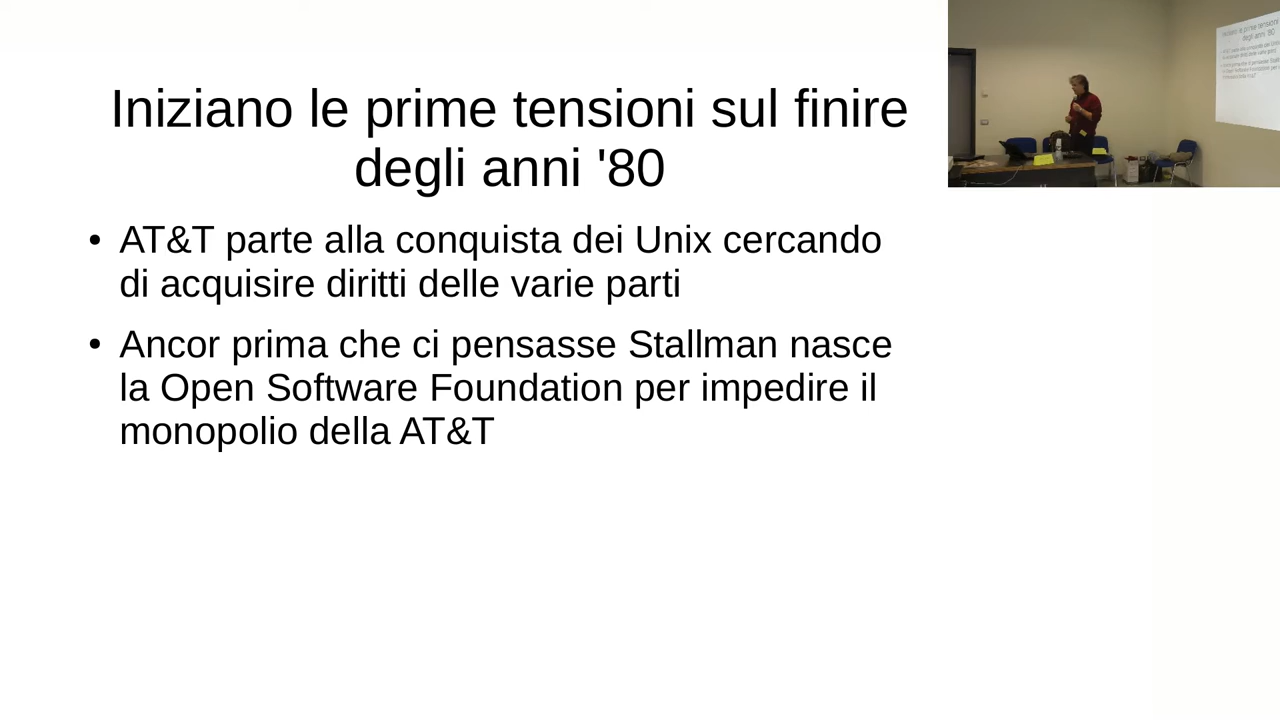 Iniziano le prime tensioni sul finire
degli anni '80
• AT&T parte alla conquista dei Unix cercando
di acquisire diritti delle varie parti
• Ancor prima che ci pensasse Stallman nasce
la Open Software Foundation per impedire il
monopolio della AT&T